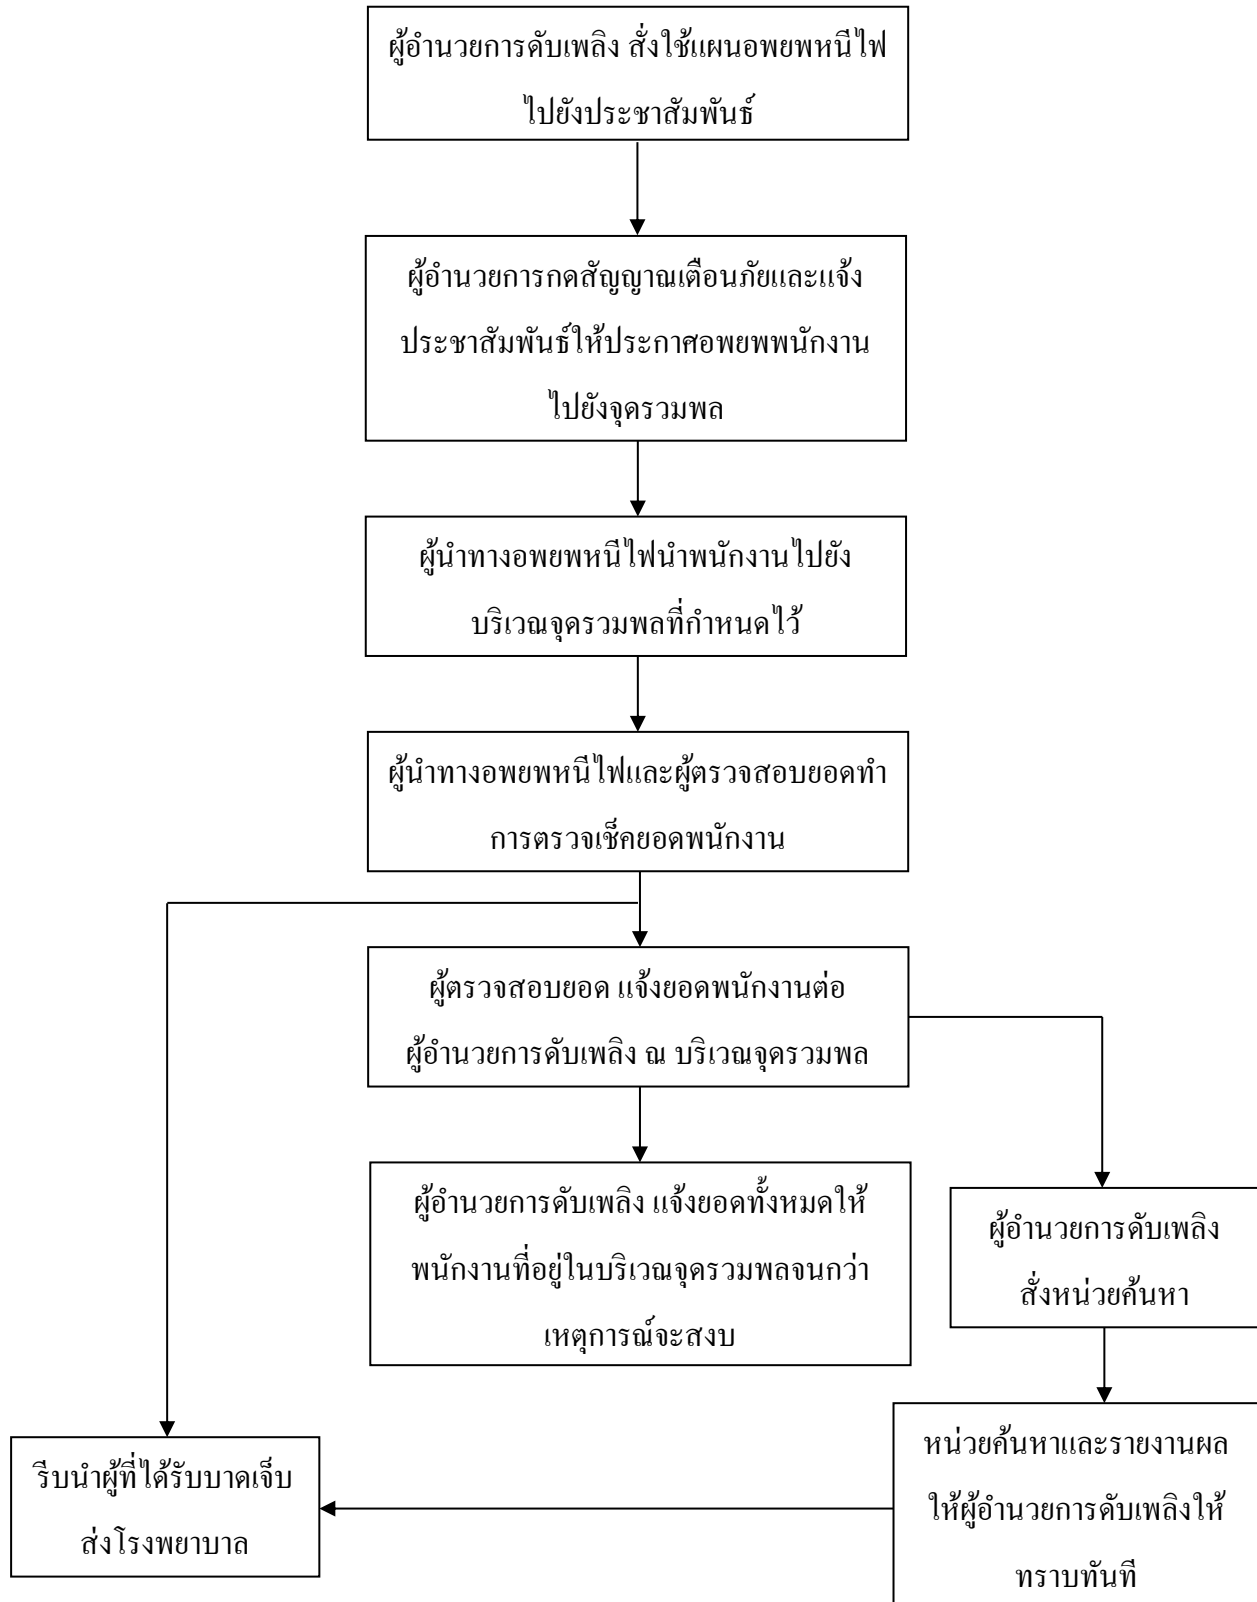 ผู้อำนวยการดับเพลิง สั่งใช้แผนอพยพหนีไฟ
ไปยังประชาสัมพันธ์
ผู้อำนวยการกดสัญญาณเตือนภัยและแจ้ง
ประชาสัมพันธ์ให้ประกาศอพยพพนักงาน
ไปยังจุดรวมพล
ผู้นำทางอพยพหนีไฟนำพนักงานไปยัง
บริเวณจุดรวมพลที่กำหนดไว้
ผู้นำทางอพยพหนีไฟและผู้ตรวจสอบยอดทำ
การตรวจเช็คยอดพนักงาน
ผู้ตรวจสอบยอด แจ้งยอดพนักงานต่อ
ผู้อำนวยการดับเพลิง ณ บริเวณจุดรวมพล
ผู้อำนวยการดับเพลิง แจ้งยอดทั้งหมดให้
พนักงานที่อยู่ในบริเวณจุดรวมพลจนกว่า
เหตุการณ์จะสงบ
ผู้อำนวยการดับเพลิง
สั่งหน่วยค้นหา
หน่วยค้นหาและรายงานผล
ให้ผู้อำนวยการดับเพลิงให้
ทราบทันที
รีบนำผู้ที่ได้รับบาดเจ็บ
ส่งโรงพยาบาล